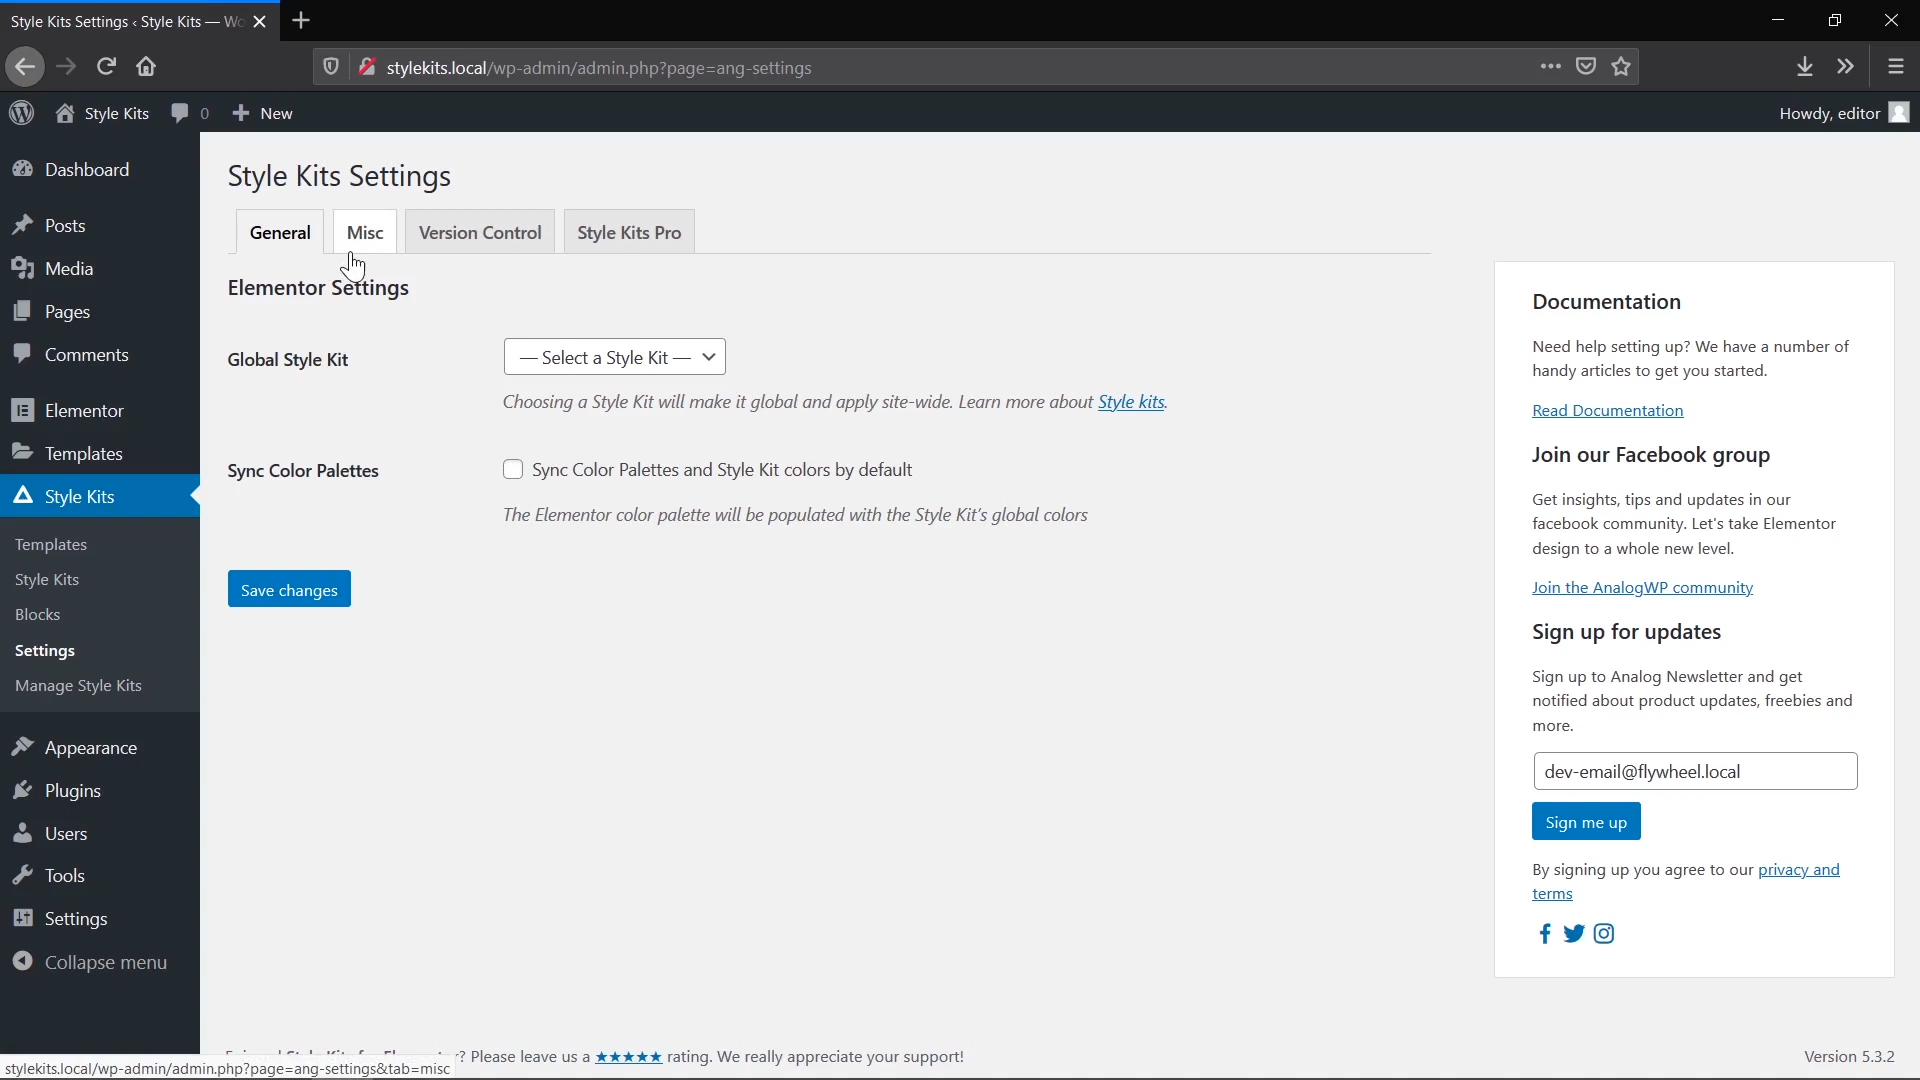 Style Kits Settings ‹ Style Kits — Wo
stylekits.local/wp-admin/admin.php?page=ang-settings
Style Kits
0
New
Howdy, editor
Dashboard
Posts
Media
Pages
Comments
Elementor
Templates
Style Kits
Templates
Style Kits
Blocks
Settings
Manage Style Kits
Appearance
Plugins
Users
Tools
Settings
Collapse menu
Style Kits Settings
General
Misc
Version Control
Style Kits Pro
Elementor Settings
Global Style Kit
— Select a Style Kit —
Choosing a Style Kit will make it global and apply site-wide. Learn more about Style kits.
Sync Color Palettes
Sync Color Palettes and Style Kit colors by default
The Elementor color palette will be populated with the Style Kit's global colors
Save changes
Documentation
Need help setting up? We have a number of
handy articles to get you started.
Read Documentation
Join our Facebook group
Get insights, tips and updates in our
facebook community. Let's take Elementor
design to a whole new level.
Join the AnalogWP community
Sign up for updates
Sign up to Analog Newsletter and get
notified about product updates, freebies and
more.
dev-email@flywheel.local
Sign me up
By signing up you agree to our privacy and
terms
? Please leave us a ★★★★★ rating. We really appreciate your support!
Version 5.3.2
stylekits.local/wp-admin/admin.php?page=ang-settings&tab=misc